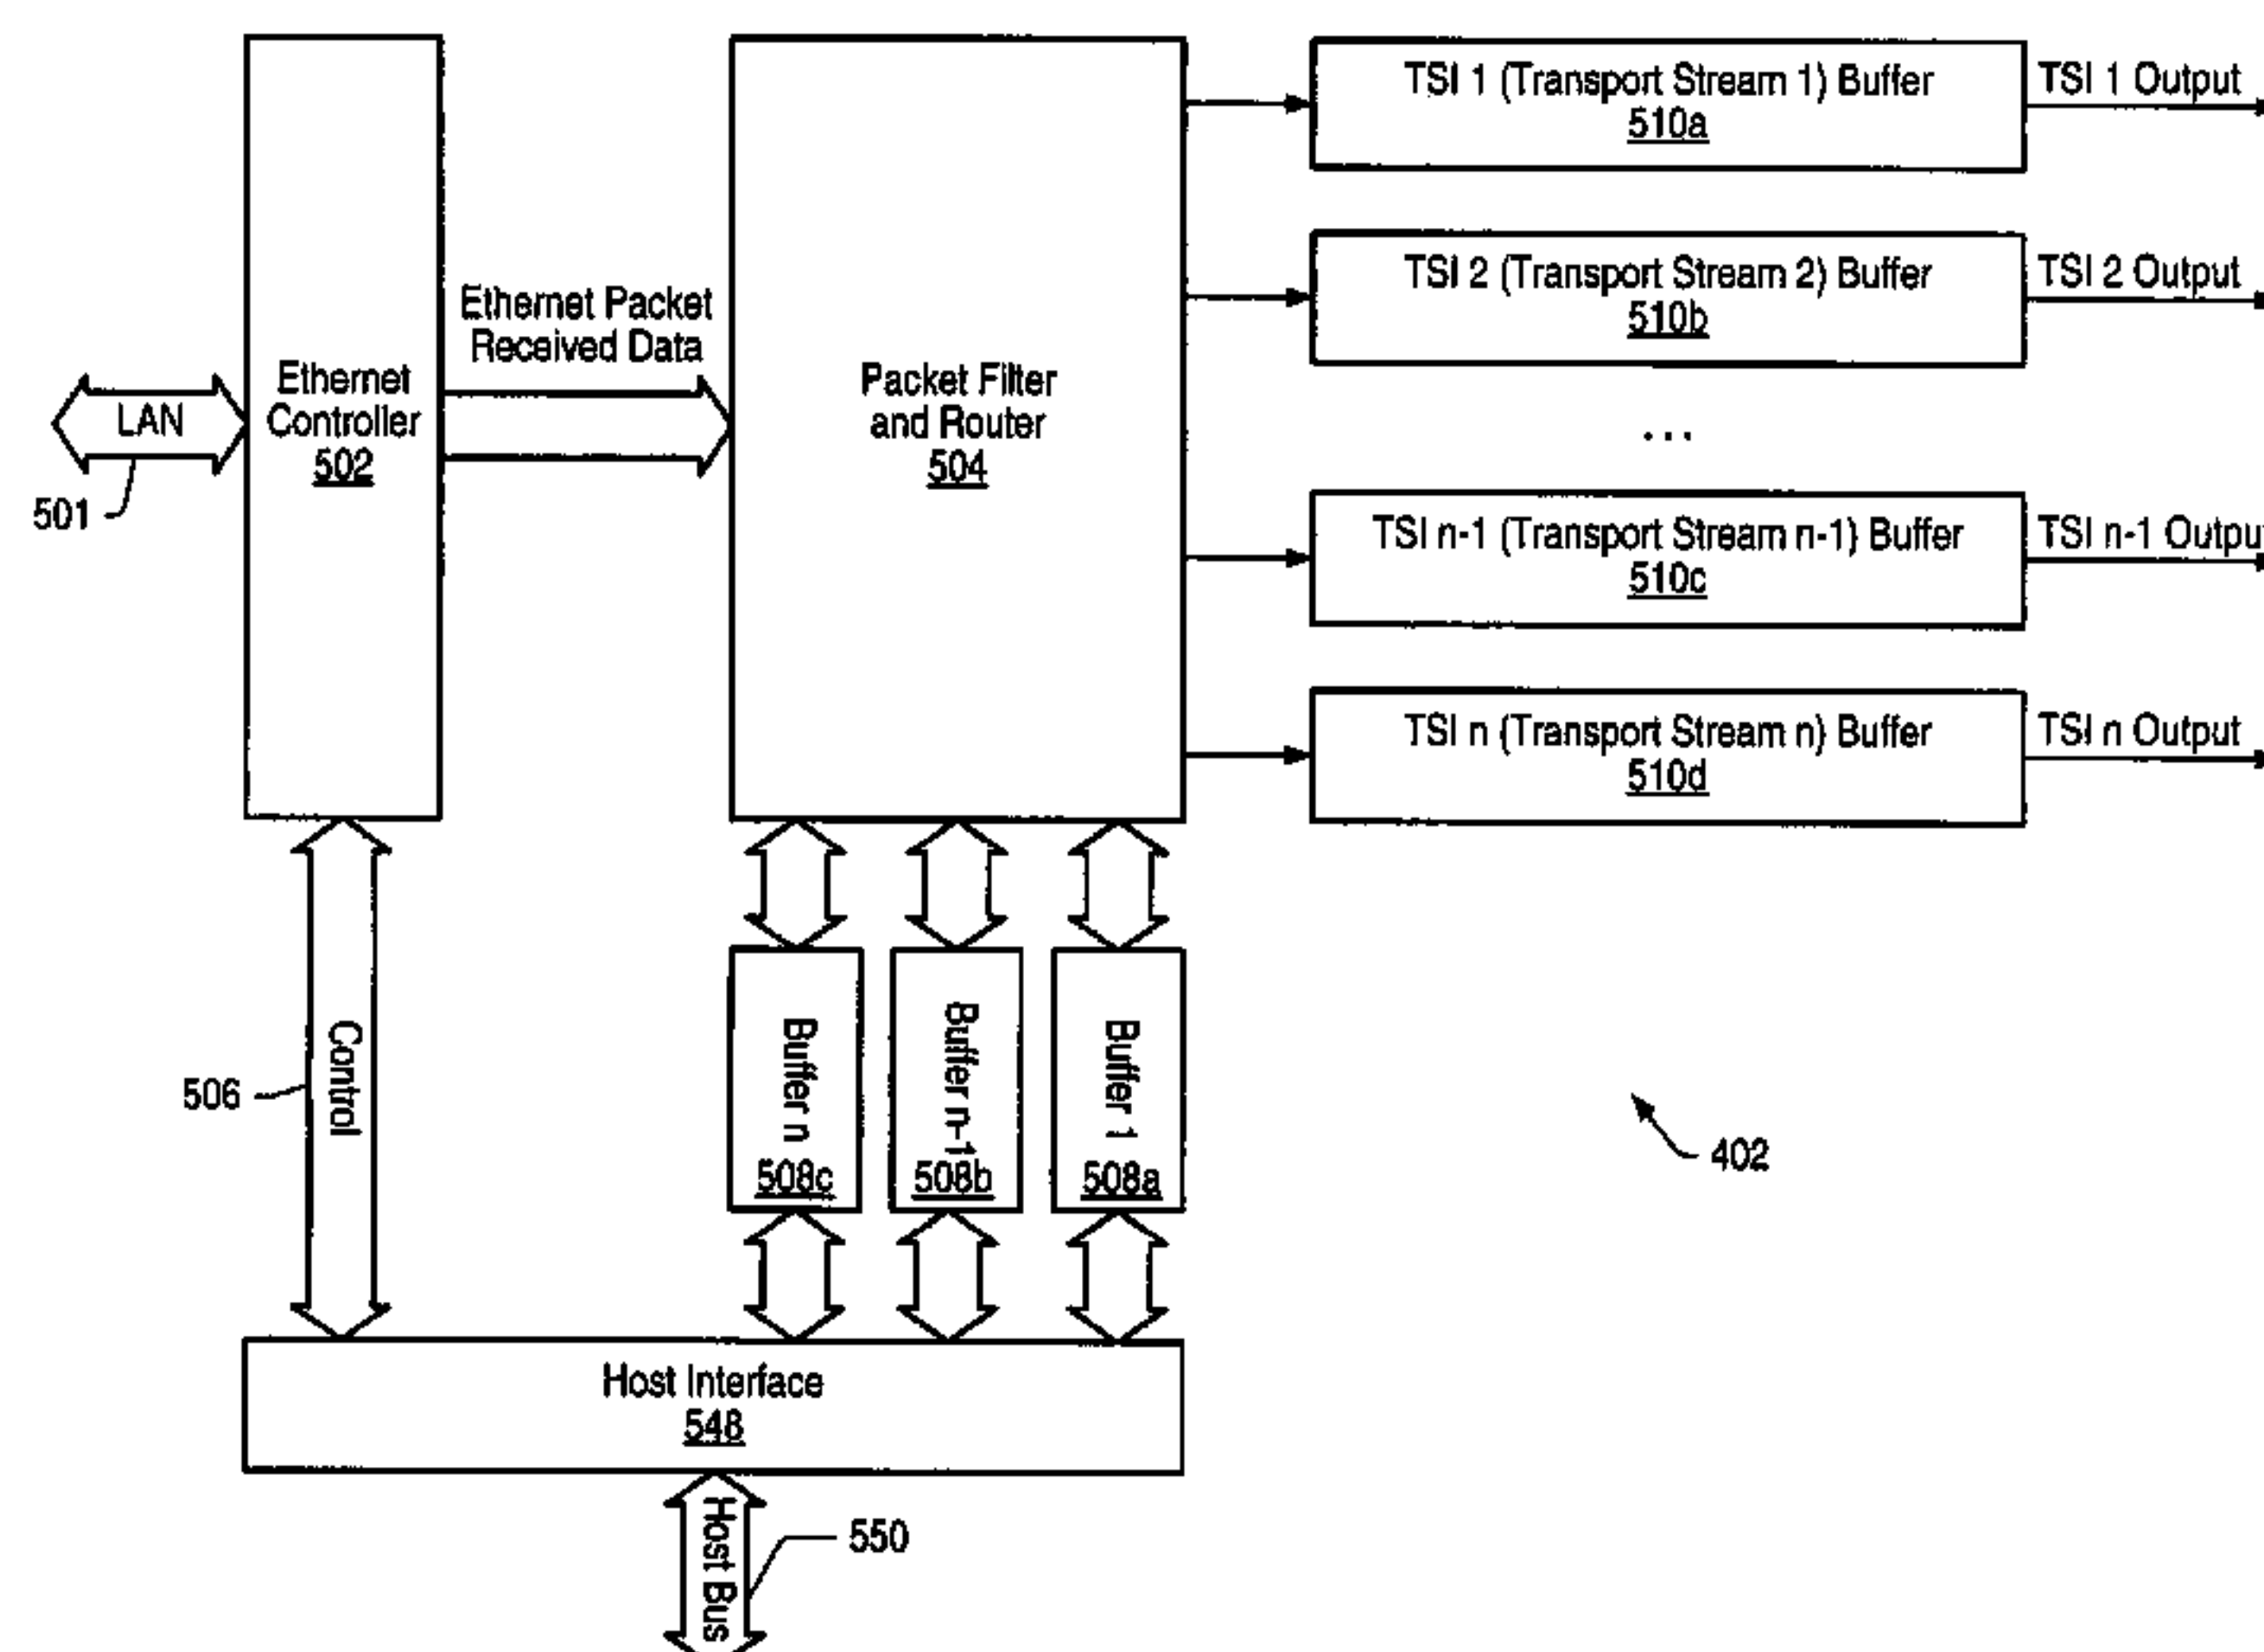 TSI 1 (Transport Stream 1) Buffer
510a
TSI 1 Output
TSI 2 (Transport Stream 2) Buffer
510b
TSI 2 Output
Ethernet Packet
Received Data
LAN
501
Ethernet
Controller
502
Packet Filter
and Router
504
...
TSI n-1 (Transport Stream n-1) Buffer
510c
TSI n-1 Output
TSI n (Transport Stream n) Buffer
510d
TSI n Output
506
Control
Buffer n
508c
Buffer n-1
508b
Buffer 1
508a
402
Host Interface
548
Host Bus
550